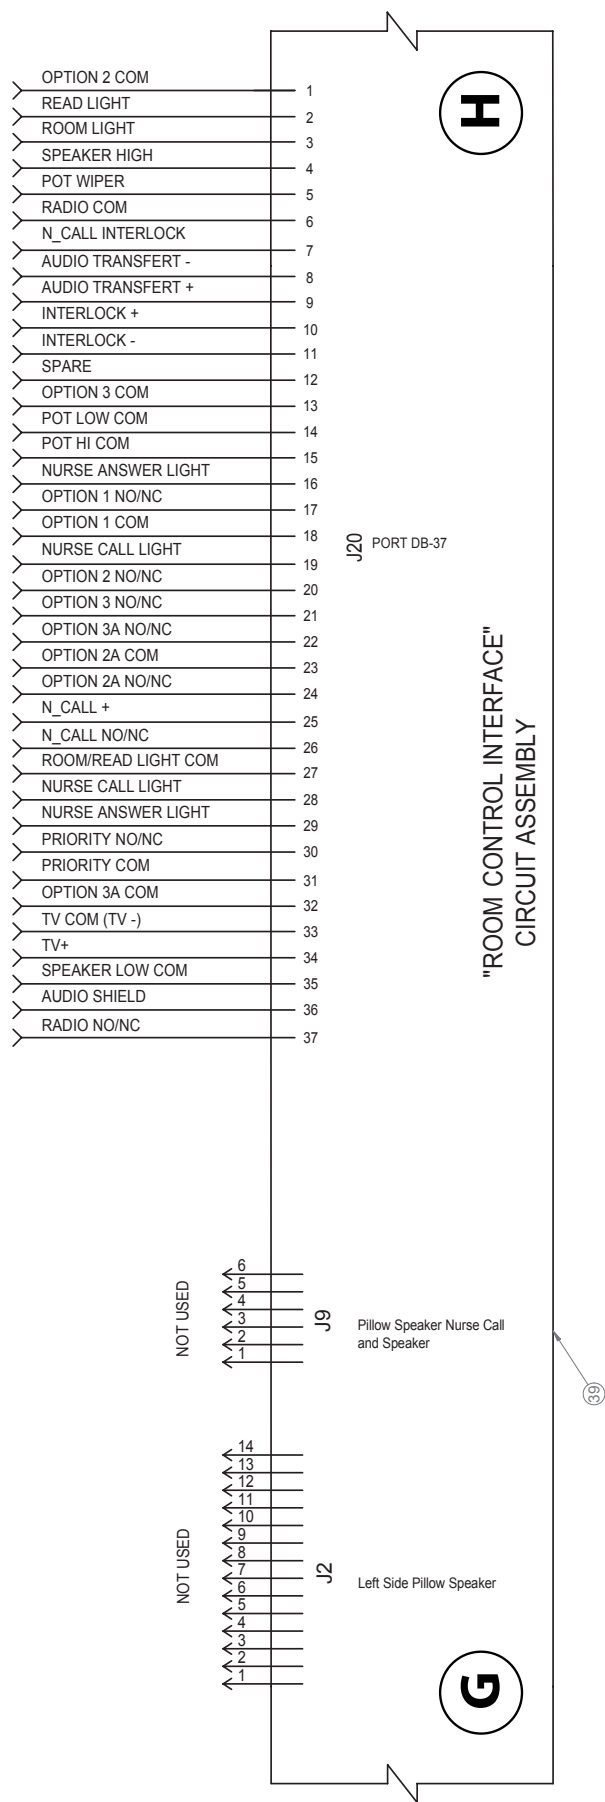 H
OPTION 2 COM 1
READ LIGHT 2
ROOM LIGHT 3
SPEAKER HIGH 4
POT WIPER 5
RADIO COM 6
N_CALL INTERLOCK 7
AUDIO TRANSFERT - 8
AUDIO TRANSFERT + 9
INTERLOCK + 10
INTERLOCK - 11
SPARE 12
OPTION 3 COM 13
POT LOW COM 14
POT HI COM 15
NURSE ANSWER LIGHT 16
OPTION 1 NO/NC 17
OPTION 1 COM 18
NURSE CALL LIGHT 19
OPTION 2 NO/NC 20
OPTION 3 NO/NC 21
OPTION 3A NO/NC 22
OPTION 2A COM 23
OPTION 2A NO/NC 24
N_CALL + 25
N_CALL NO/NC 26
ROOM/READ LIGHT COM 27
NURSE CALL LIGHT 28
NURSE ANSWER LIGHT 29
PRIORITY NO/NC 30
PRIORITY COM 31
OPTION 3A COM 32
TV COM (TV -) 33
TV+ 34
SPEAKER LOW COM 35
AUDIO SHIELD 36
RADIO NO/NC 37
J20 PORT DB-37
"ROOM CONTROL INTERFACE"
CIRCUIT ASSEMBLY
NOT USED
6
5
4
3
2
1
J9
Pillow Speaker Nurse Call
and Speaker
39
NOT USED
14
13
12
11
10
9
8
7
6
5
4
3
2
1
J2
Left Side Pillow Speaker
G